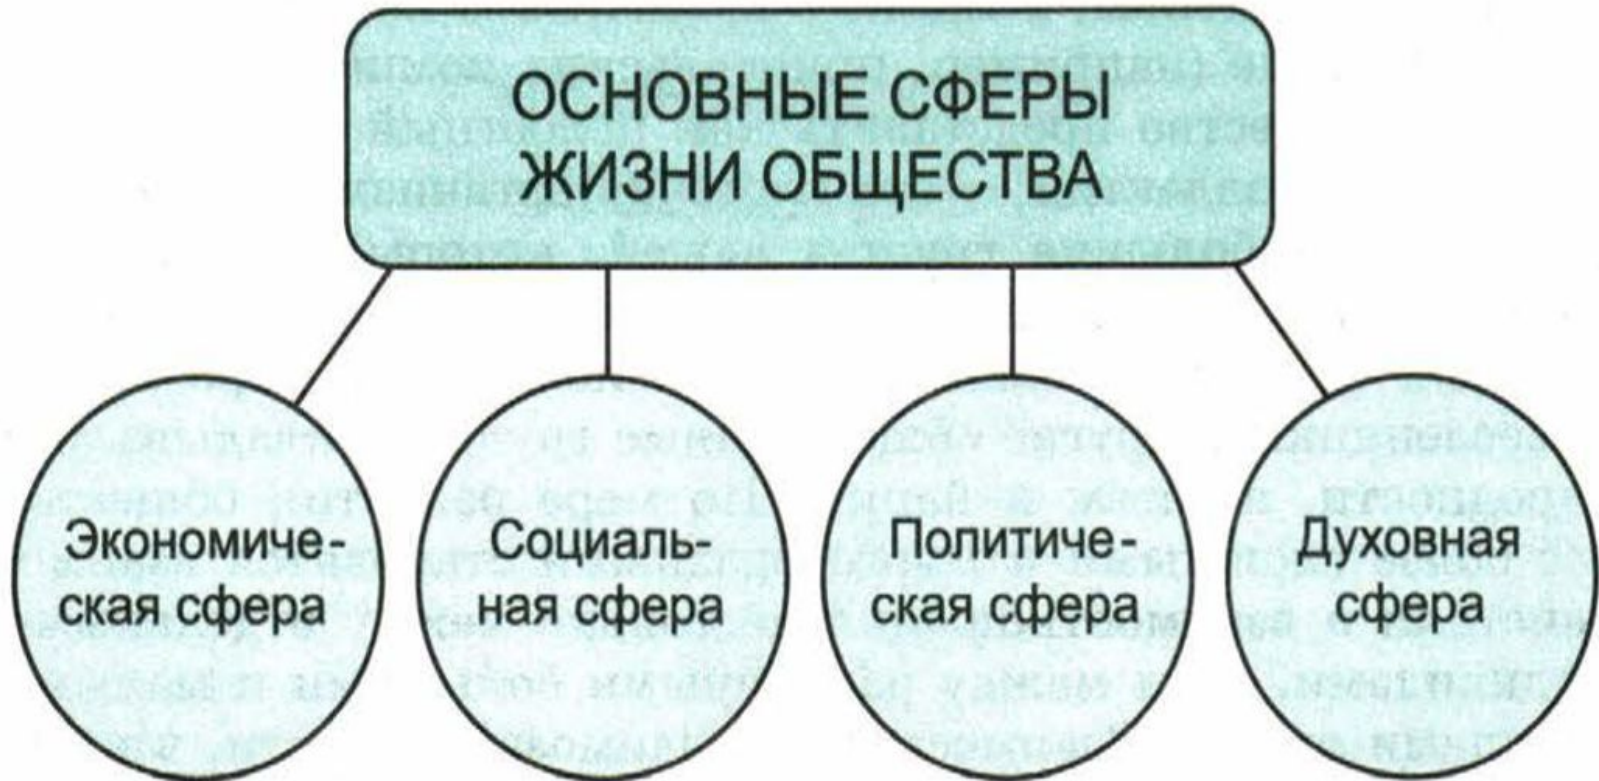 ОСНОВНЫЕ СФЕРЫ
ЖИЗНИ ОБЩЕСТВА
Экономиче-
ская сфера
Социаль-
ная сфера
Политиче-
ская сфера
Духовная
сфера